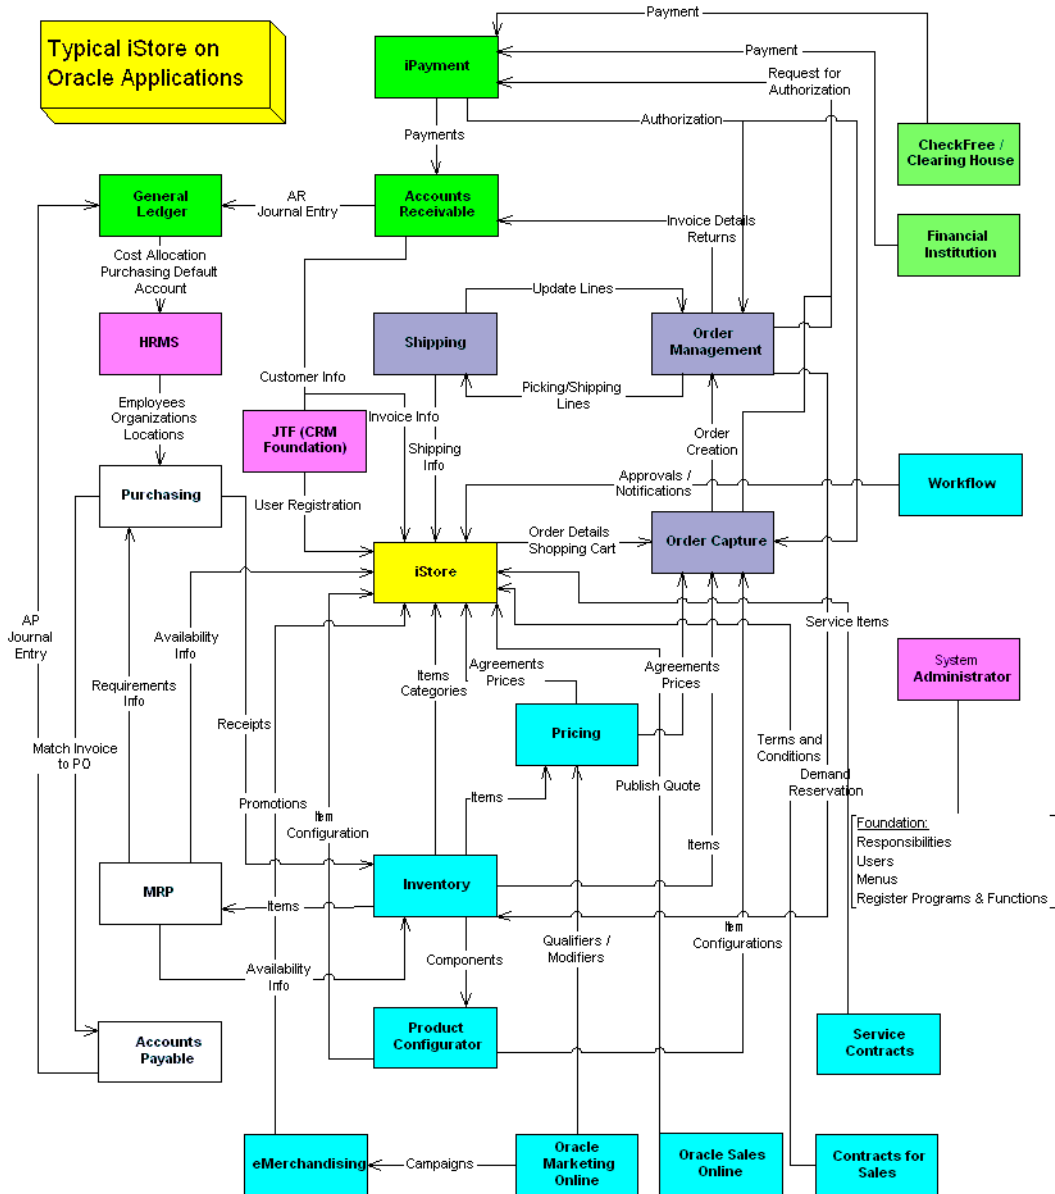 Typical iStore on
Oracle Applications
Payment
iPayment
Payment
Request for
Authorization
Authorization
Payments
CheckFree /
Clearing House
General
Ledger
AR
Journal Entry
Accounts
Receivable
Invoice Details
Returns
Financial
Institution
Cost Allocation
Purchasing Default
Account
Update Lines
HRMS
Shipping
Order
Management
Customer Info
Picking/Shipping
Lines
Employees
Organizations
Locations
Invoice Info
JTF (CRM
Foundation)
Shipping
Info
Order
Creation
Approvals /
Notifications
Workflow
Purchasing
User Registration
Order Details
Shopping Cart
Order Capture
iStore
AP
Journal
Entry
Availability
Info
Service Items
System
Administrator
Requirements
Info
Items
Categories
Agreements
Prices
Agreements
Prices
Receipts
Pricing
Match Invoice
to PO
Terms and
Conditions
Demand
Reservation
Publish Quote
Promotions
Items
Item
Configuration
Foundation:
Responsibilities
Users
Menus
Register Programs & Functions
Items
MRP
Inventory
Items
Item
Configurations
Qualifiers /
Modifiers
Availability
Info
Components
Product
Configurator
Accounts
Payable
Service
Contracts
eMerchandising
Campaigns
Oracle
Marketing
Online
Oracle Sales
Online
Contracts for
Sales